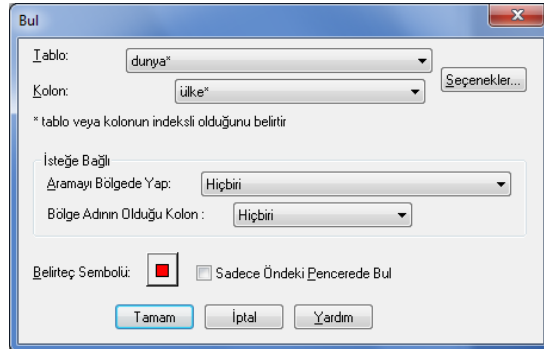 Bul
Tablo: dunya*
Seçenekler...
Kolon: ülke*
* tablo veya kolonun indeksli olduğunu belirtir
İsteğe Bağlı
Aramayı Bölgede Yap: Hiçbiri
Bölge Adının Olduğu Kolon : Hiçbiri
Belirteç Sembolü: Sadece Öndeki Pencerede Bul
Tamam İptal Yardım